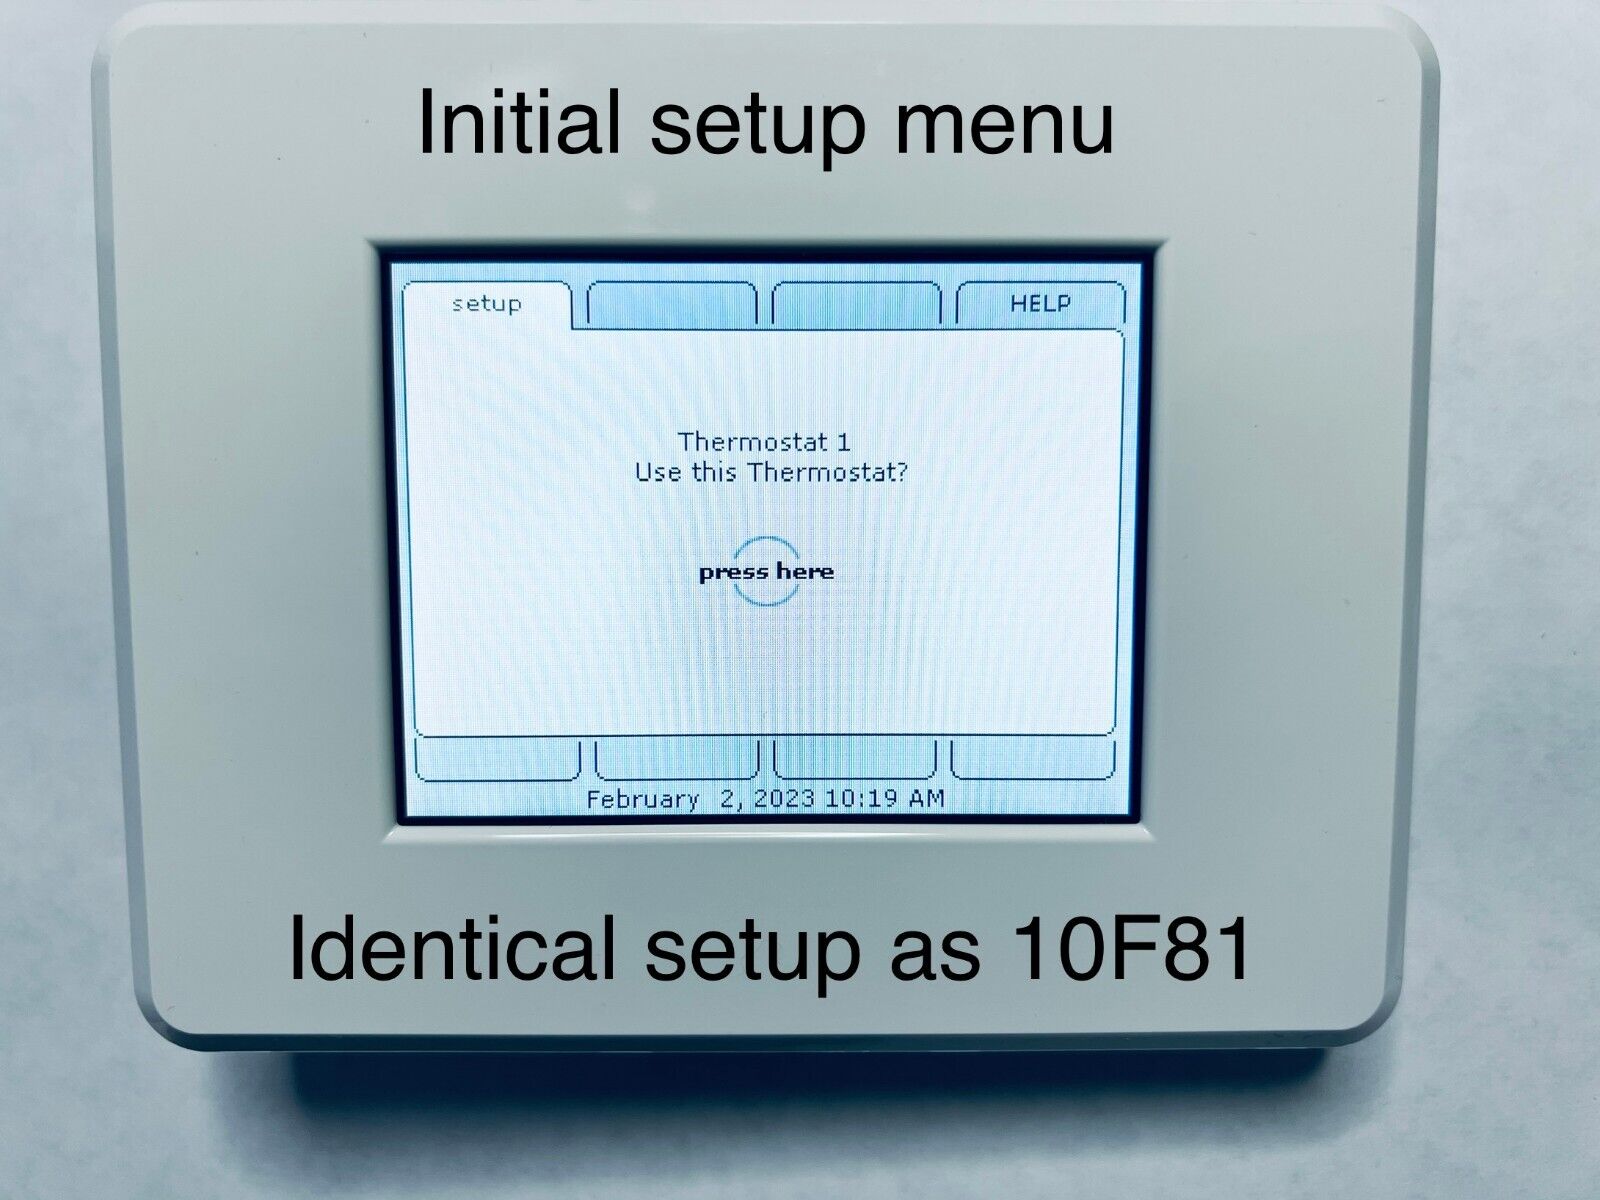 Initial setup menu
setup
HELP
Thermostat 1
Use this Thermostat?
press here
February 2, 2023 10:19 AM
Identical setup as 10F81